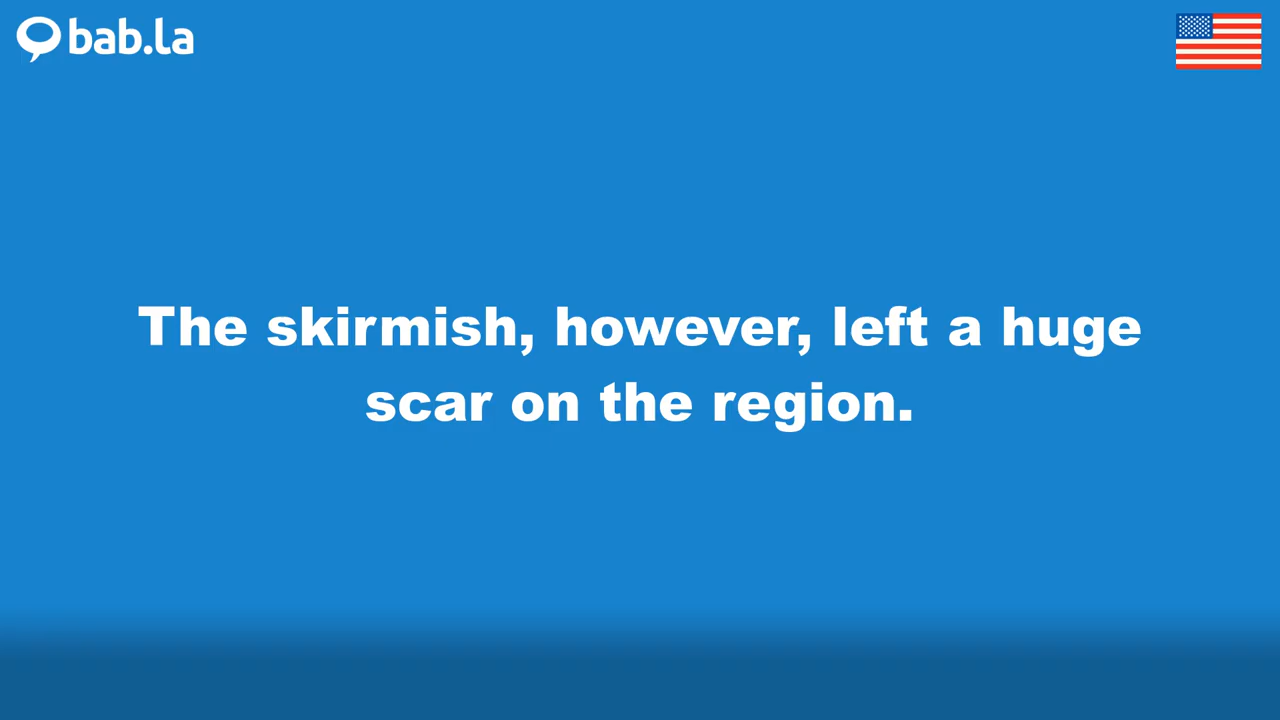 bab.la
The skirmish, however, left a huge
scar on the region.